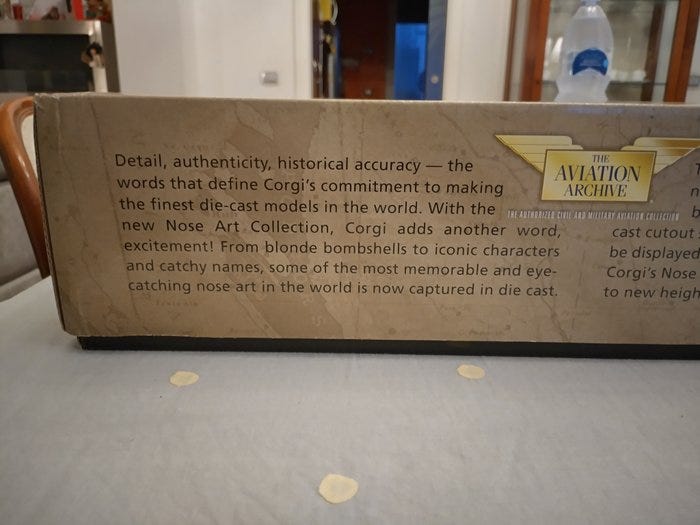 Detail, authenticity, historical accuracy — the
words that define Corgi's commitment to making
the finest die-cast models in the world. With the
new Nose Art Collection, Corgi adds another word,
excitement! From blonde bombshells to iconic characters
and catchy names, some of the most memorable and eye-
catching nose art in the world is now captured in die cast.
THE
AVIATION
ARCHIVE
THE AUTHORIZED CIVIL AND MILITARY AVIATION COLLECTION
cast cutout
be displayed
Corgi's Nose
to new heigh